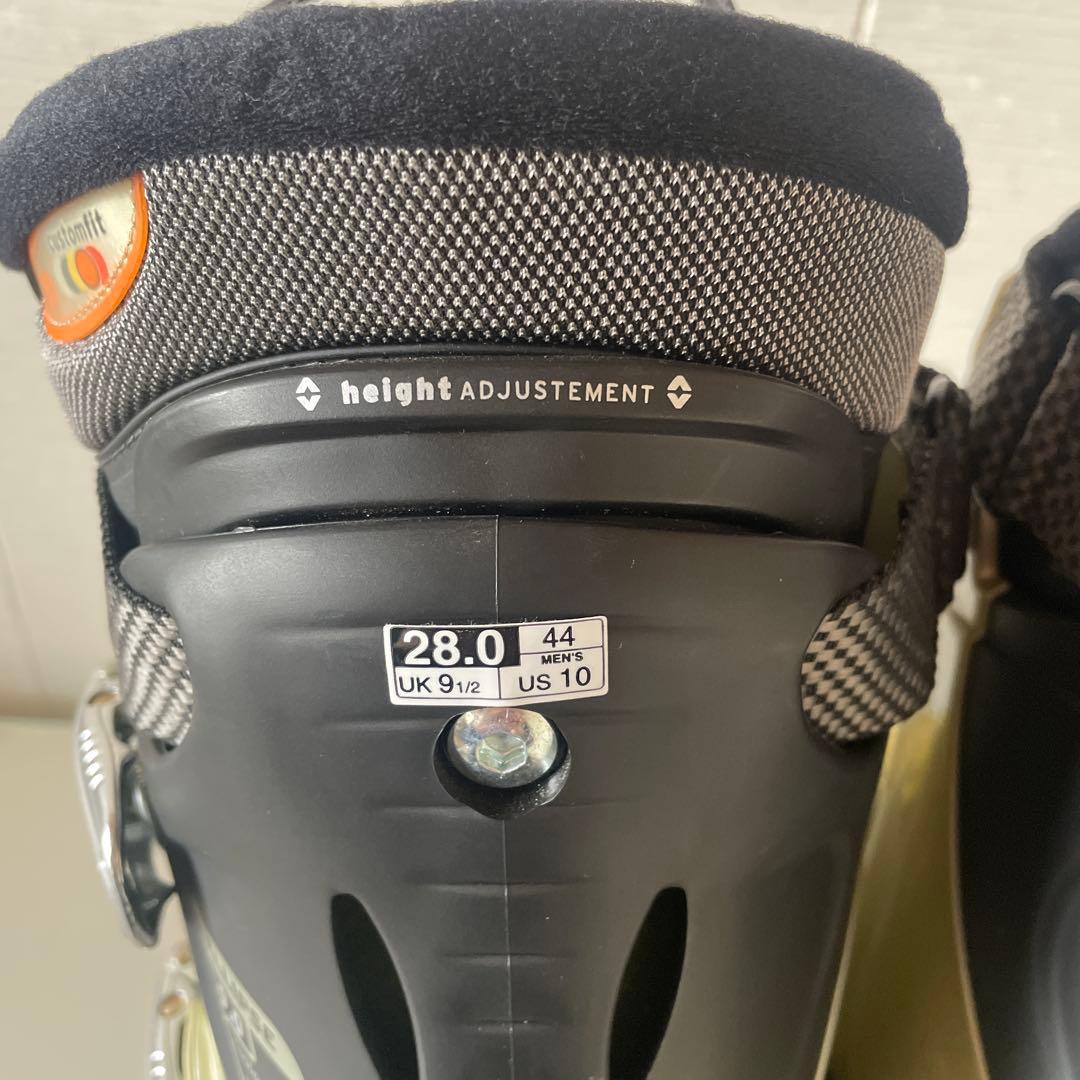 customfit
height ADJUSTEMENT
28.0 44
MEN'S
UK 9 1/2 US 10